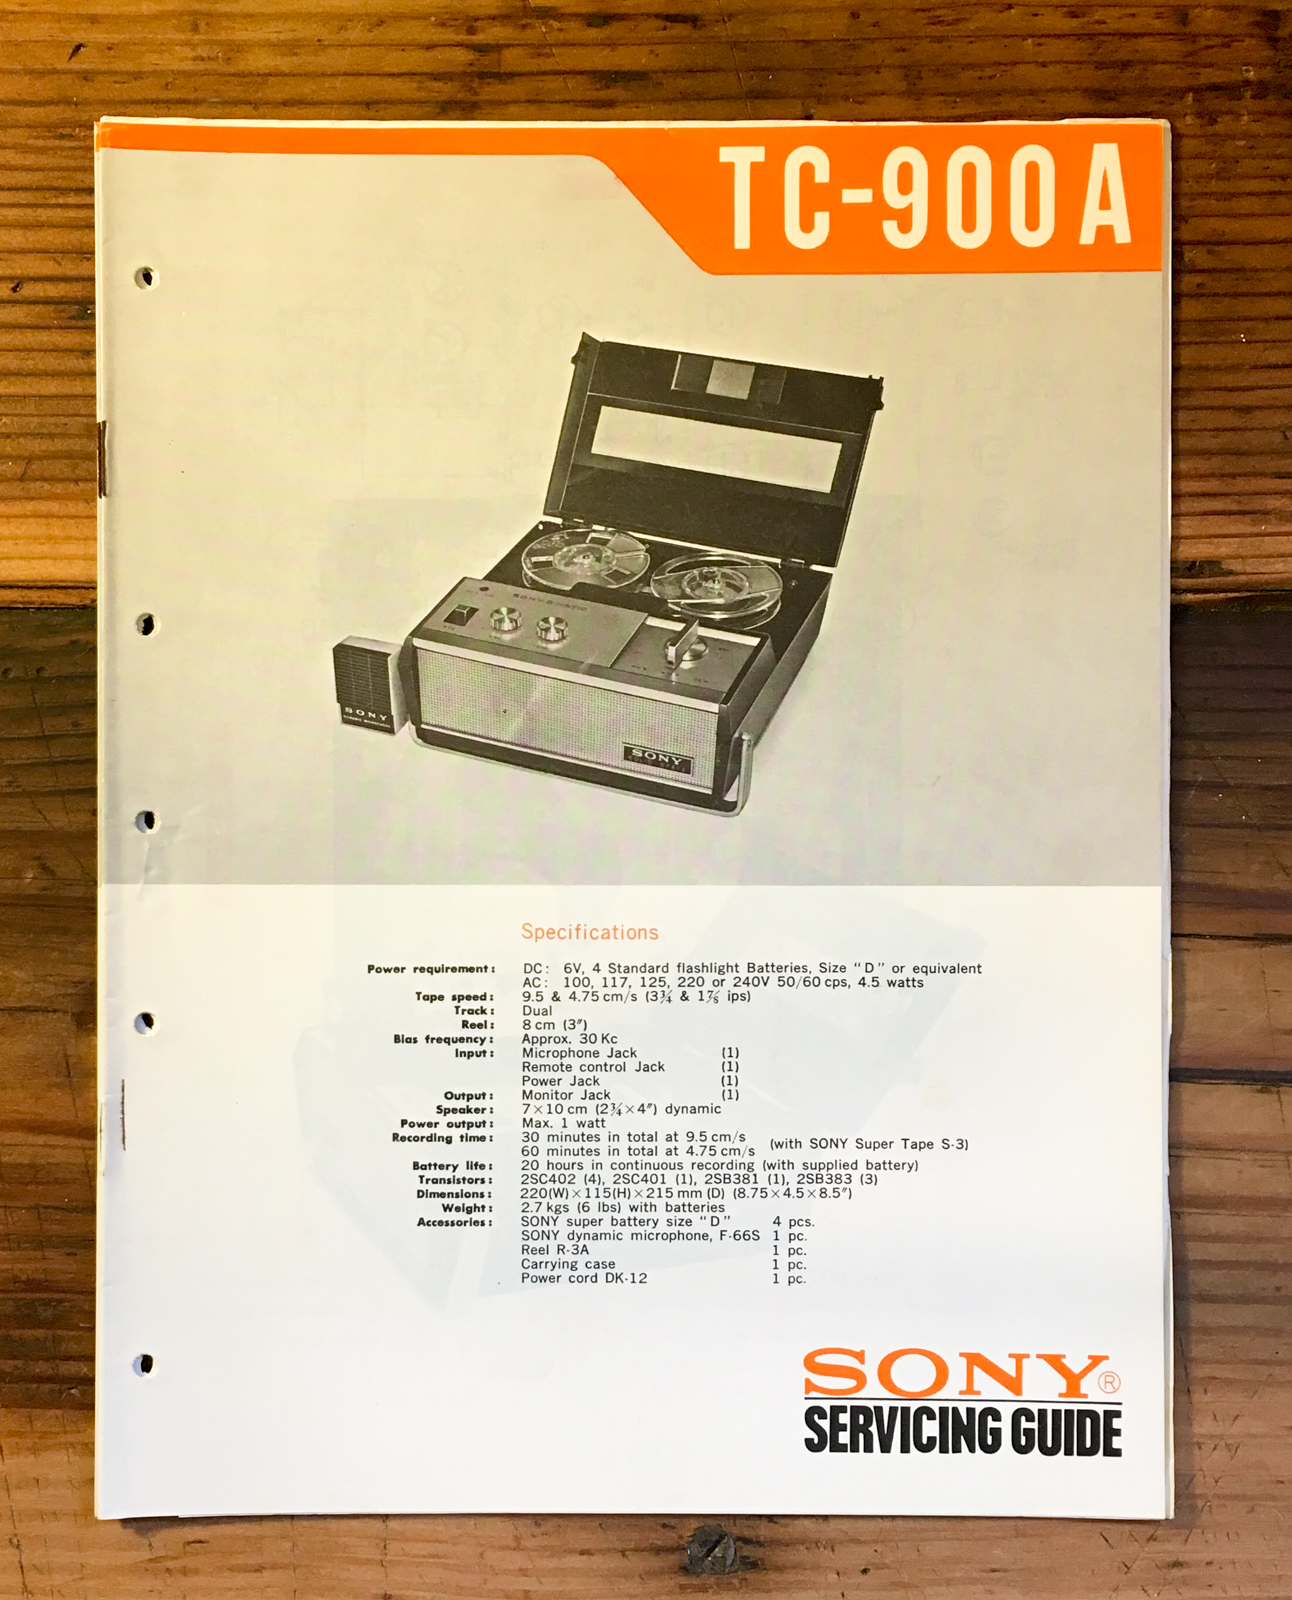 TC-900A
SONY-O-MATIC
SONY
SONY
SOLID STATE
Specifications
Power requirement: DC: 6V, 4 Standard flashlight Batteries, Size "D" or equivalent
AC: 100, 117, 125, 220 or 240V 50/60 cps, 4.5 watts
Tape speed: 9.5 & 4.75 cm/s (3¾ & 1⅞ ips)
Track: Dual
Reel: 8 cm (3″)
Bias frequency: Approx. 30 Kc
Input: Microphone Jack (1)
Remote control Jack (1)
Power Jack (1)
Output: Monitor Jack (1)
Speaker: 7×10 cm (2¾×4″) dynamic
Power output: Max. 1 watt
Recording time: 30 minutes in total at 9.5 cm/s
60 minutes in total at 4.75 cm/s (with SONY Super Tape S-3)
Battery life: 20 hours in continuous recording (with supplied battery)
Transistors: 2SC402 (4), 2SC401 (1), 2SB381 (1), 2SB383 (3)
Dimensions: 220(W)×115(H)×215 mm (D) (8.75×4.5×8.5″)
Weight: 2.7 kgs (6 lbs) with batteries
Accessories: SONY super battery size "D" 4 pcs.
SONY dynamic microphone, F-66S 1 pc.
Reel R-3A 1 pc.
Carrying case 1 pc.
Power cord DK-12 1 pc.
SONY®
SERVICING GUIDE